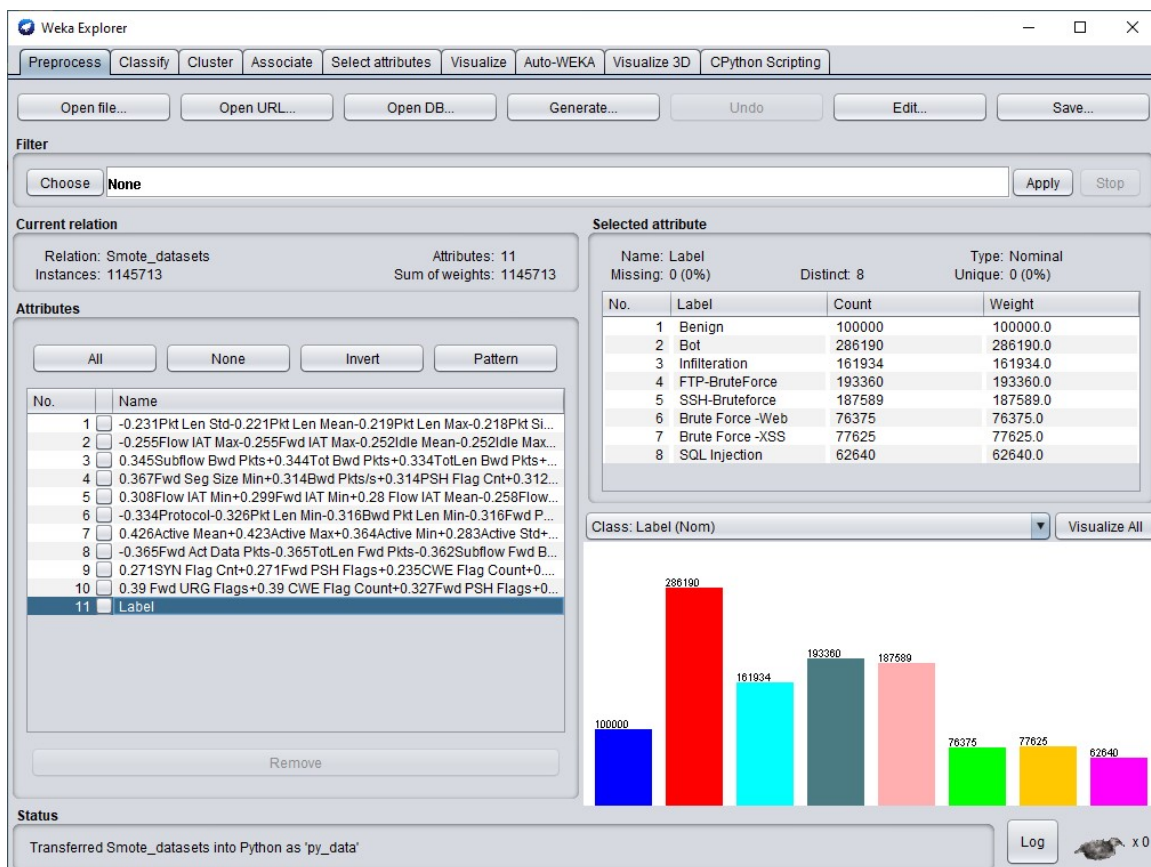 Weka Explorer
Preprocess Classify Cluster Associate Select attributes Visualize Auto-WEKA Visualize 3D CPython Scripting
Open file... Open URL... Open DB... Generate... Undo Edit... Save...
Filter
Choose None Apply Stop
Current relation
Relation: Smote_datasets Attributes: 11
Instances: 1145713 Sum of weights: 1145713
Attributes
All None Invert Pattern
No. Name
1 -0.231Pkt Len Std-0.221Pkt Len Mean-0.219Pkt Len Max-0.218Pkt Si...
2 -0.255Flow IAT Max-0.255Fwd IAT Max-0.252Idle Mean-0.252Idle Max...
3 0.345Subflow Bwd Pkts+0.344Tot Bwd Pkts+0.334TotLen Bwd Pkts+...
4 0.367Fwd Seg Size Min+0.314Bwd Pkts/s+0.314PSH Flag Cnt+0.312...
5 0.308Flow IAT Min+0.299Fwd IAT Min+0.28 Flow IAT Mean-0.258Flow...
6 -0.334Protocol-0.326Pkt Len Min-0.316Bwd Pkt Len Min-0.316Fwd P...
7 0.426Active Mean+0.423Active Max+0.364Active Min+0.283Active Std+...
8 -0.365Fwd Act Data Pkts-0.365TotLen Fwd Pkts-0.362Subflow Fwd B...
9 0.271SYN Flag Cnt+0.271Fwd PSH Flags+0.235CWE Flag Count+0....
10 0.39 Fwd URG Flags+0.39 CWE Flag Count+0.327Fwd PSH Flags+0...
11 Label
Remove
Selected attribute
Name: Label Type: Nominal
Missing: 0 (0%) Distinct: 8 Unique: 0 (0%)
No. Label Count Weight
1 Benign 100000 100000.0
2 Bot 286190 286190.0
3 Infilteration 161934 161934.0
4 FTP-BruteForce 193360 193360.0
5 SSH-Bruteforce 187589 187589.0
6 Brute Force -Web 76375 76375.0
7 Brute Force -XSS 77625 77625.0
8 SQL Injection 62640 62640.0
Class: Label (Nom) Visualize All
100000 286190 161934 193360 187589 76375 77625 62640
Status
Transferred Smote_datasets into Python as 'py_data'
Log x 0